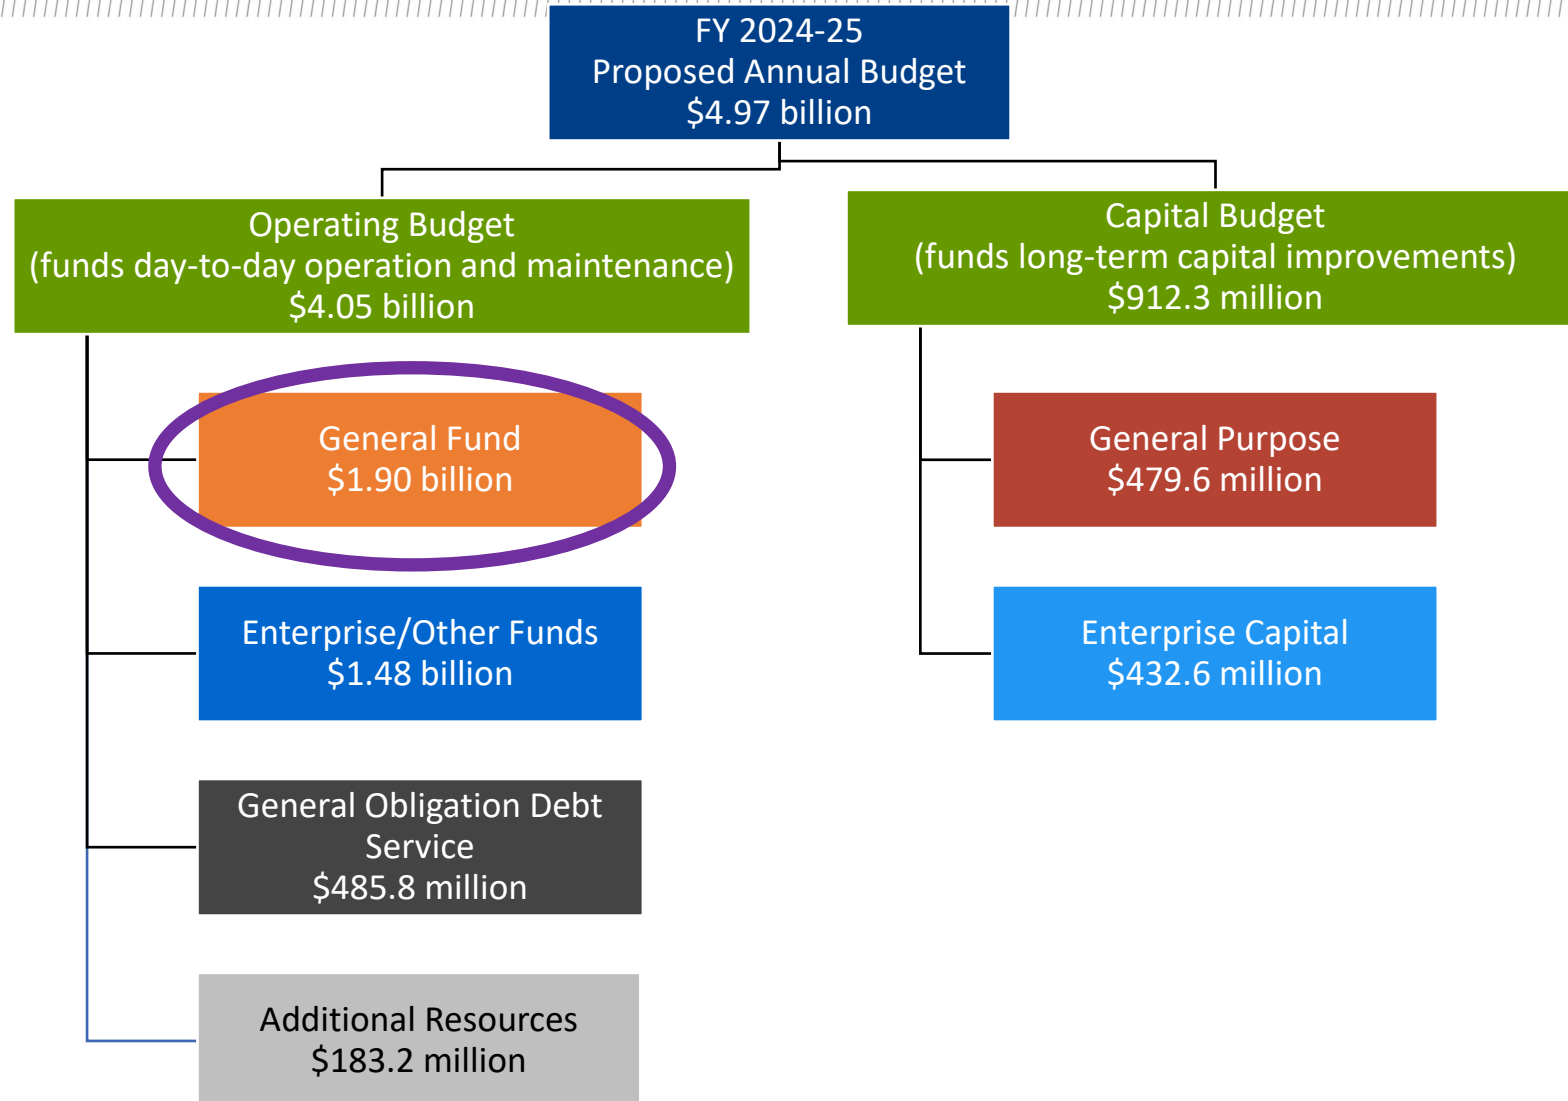 FY 2024-25
Proposed Annual Budget
$4.97 billion
Operating Budget
(funds day-to-day operation and maintenance)
$4.05 billion
Capital Budget
(funds long-term capital improvements)
$912.3 million
General Fund
$1.90 billion
General Purpose
$479.6 million
Enterprise/Other Funds
$1.48 billion
Enterprise Capital
$432.6 million
General Obligation Debt
Service
$485.8 million
Additional Resources
$183.2 million